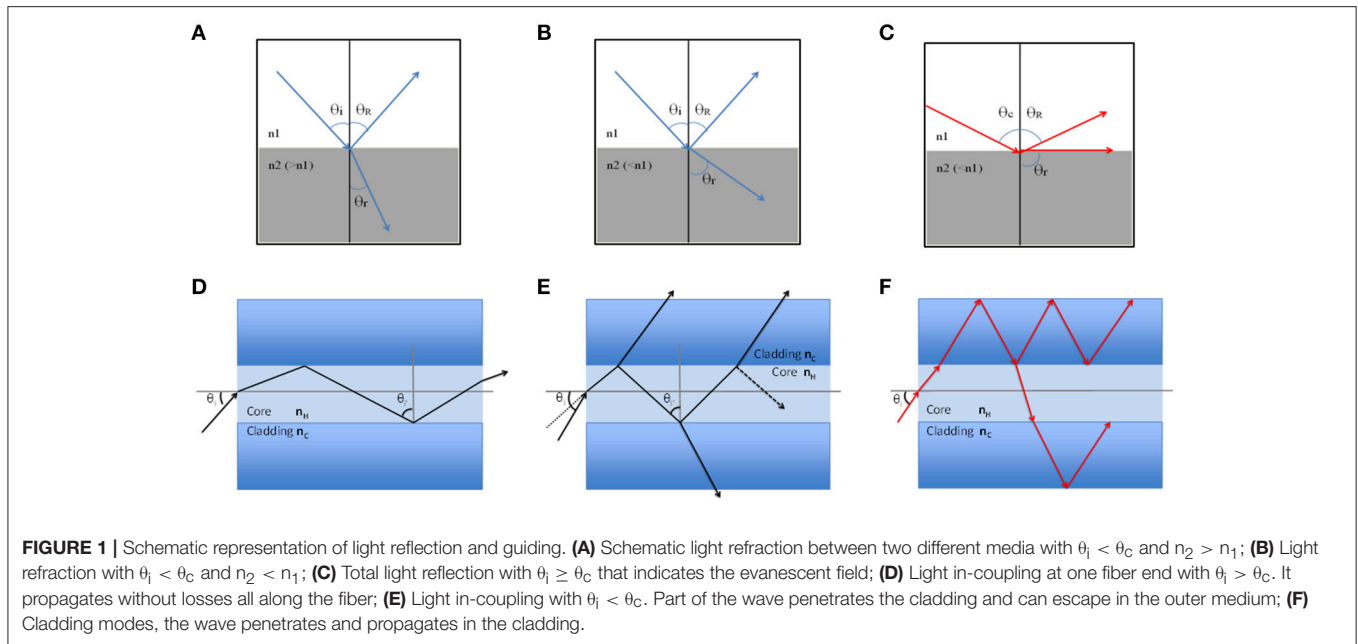 A
B
C
θi θR
n1
n2 (>n1)
θr
θi θR
n1
n2 (<n1)
θr
θc θR
n1
n2 (<n1)
θr
D
E
F
θi
θi'
Core nH
Cladding nC
Cladding nC
Core nH
θi
θi'
θi
Core nH
Cladding nC
FIGURE 1 | Schematic representation of light reflection and guiding. (A) Schematic light refraction between two different media with θi < θC and n2 > n1; (B) Light
refraction with θi < θC and n2 < n1; (C) Total light reflection with θi ≥ θC that indicates the evanescent field; (D) Light in-coupling at one fiber end with θi > θC. It
propagates without losses all along the fiber; (E) Light in-coupling with θi < θC. Part of the wave penetrates the cladding and can escape in the outer medium; (F)
Cladding modes, the wave penetrates and propagates in the cladding.